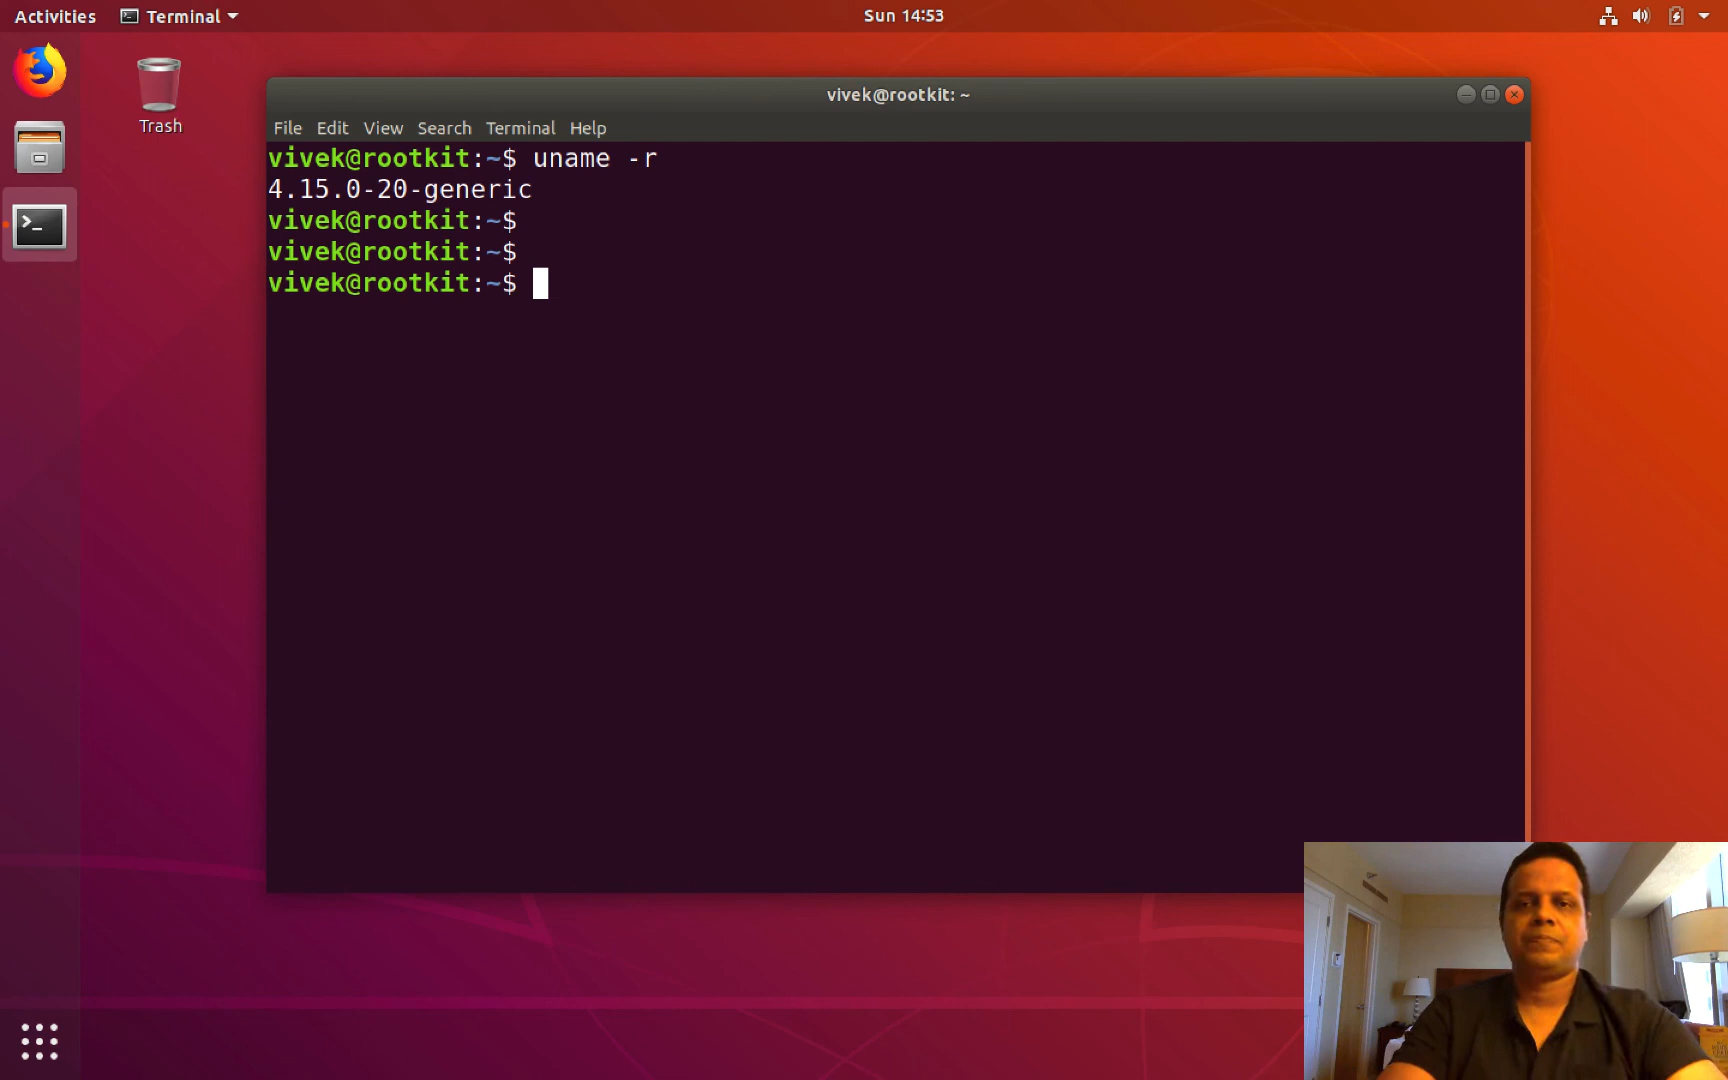 Activities
Terminal
Sun 14:53
Trash
vivek@rootkit: ~
File Edit View Search Terminal Help
vivek@rootkit:~$ uname -r
4.15.0-20-generic
vivek@rootkit:~$
vivek@rootkit:~$
vivek@rootkit:~$